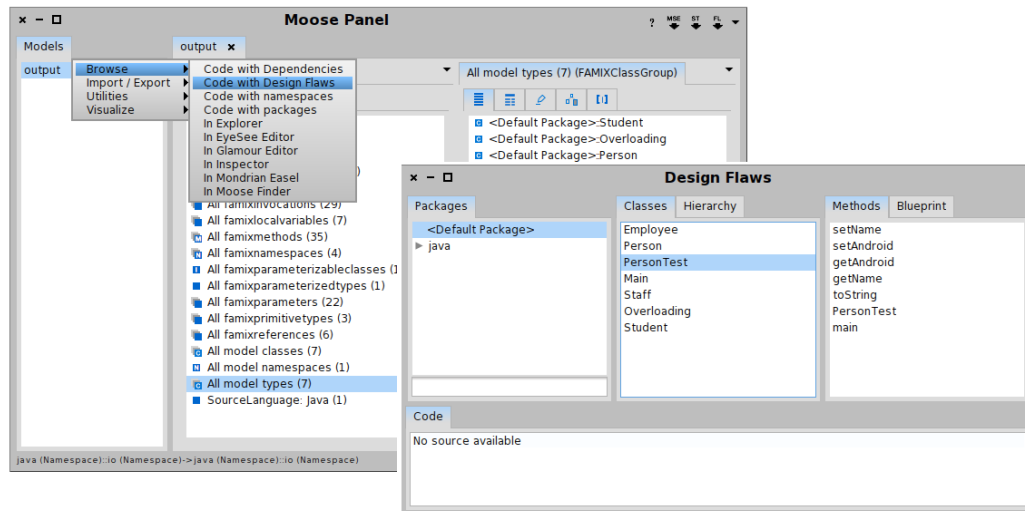 Moose Panel
? MSE ST FL
Models
output
output
Browse
Import / Export
Utilities
Visualize
Code with Dependencies
Code with Design Flaws
Code with namespaces
Code with packages
In Explorer
In EyeSee Editor
In Glamour Editor
In Inspector
In Mondrian Easel
In Moose Finder
All famixinvocations (29)
All famixlocalvariables (7)
All famixmethods (35)
All famixnamespaces (4)
All famixparameterizableclasses (1
All famixparameterizedtypes (1)
All famixparameters (22)
All famixprimitivetypes (3)
All famixreferences (6)
All model classes (7)
All model namespaces (1)
All model types (7)
SourceLanguage: Java (1)
All model types (7) (FAMIXClassGroup)
<Default Package>::Student
<Default Package>::Overloading
<Default Package>::Person
java (Namespace)::io (Namespace)->java (Namespace)::io (Namespace)
Design Flaws
Packages
<Default Package>
java
Classes Hierarchy
Employee
Person
PersonTest
Main
Staff
Overloading
Student
Methods Blueprint
setName
setAndroid
getAndroid
getName
toString
PersonTest
main
Code
No source available